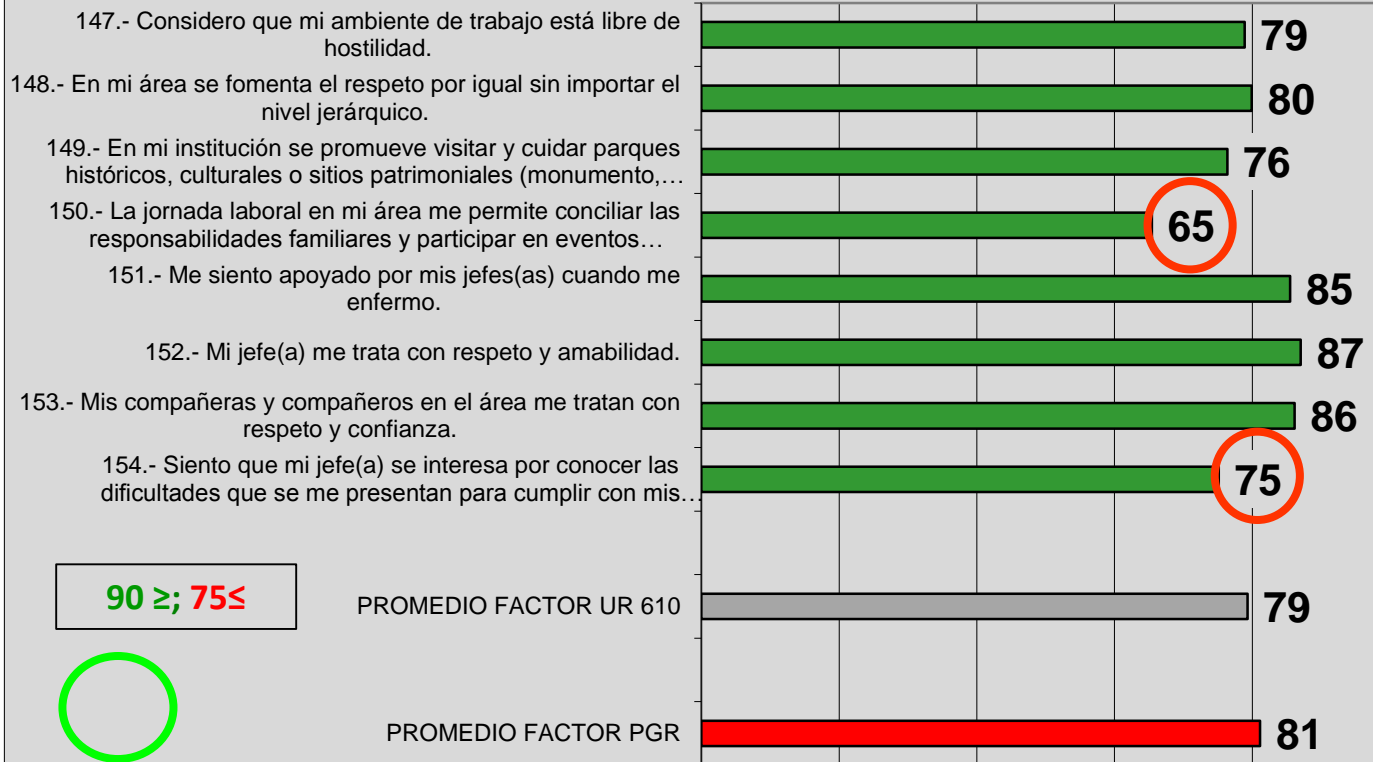 147.- Considero que mi ambiente de trabajo está libre de
hostilidad.
79
148.- En mi área se fomenta el respeto por igual sin importar el
nivel jerárquico.
80
149.- En mi institución se promueve visitar y cuidar parques
históricos, culturales o sitios patrimoniales (monumento,…
76
150.- La jornada laboral en mi área me permite conciliar las
responsabilidades familiares y participar en eventos…
65
151.- Me siento apoyado por mis jefes(as) cuando me
enfermo.
85
152.- Mi jefe(a) me trata con respeto y amabilidad.
87
153.- Mis compañeras y compañeros en el área me tratan con
respeto y confianza.
86
154.- Siento que mi jefe(a) se interesa por conocer las
dificultades que se me presentan para cumplir con mis…
75
90 ≥; 75≤
PROMEDIO FACTOR UR 610
79
PROMEDIO FACTOR PGR
81